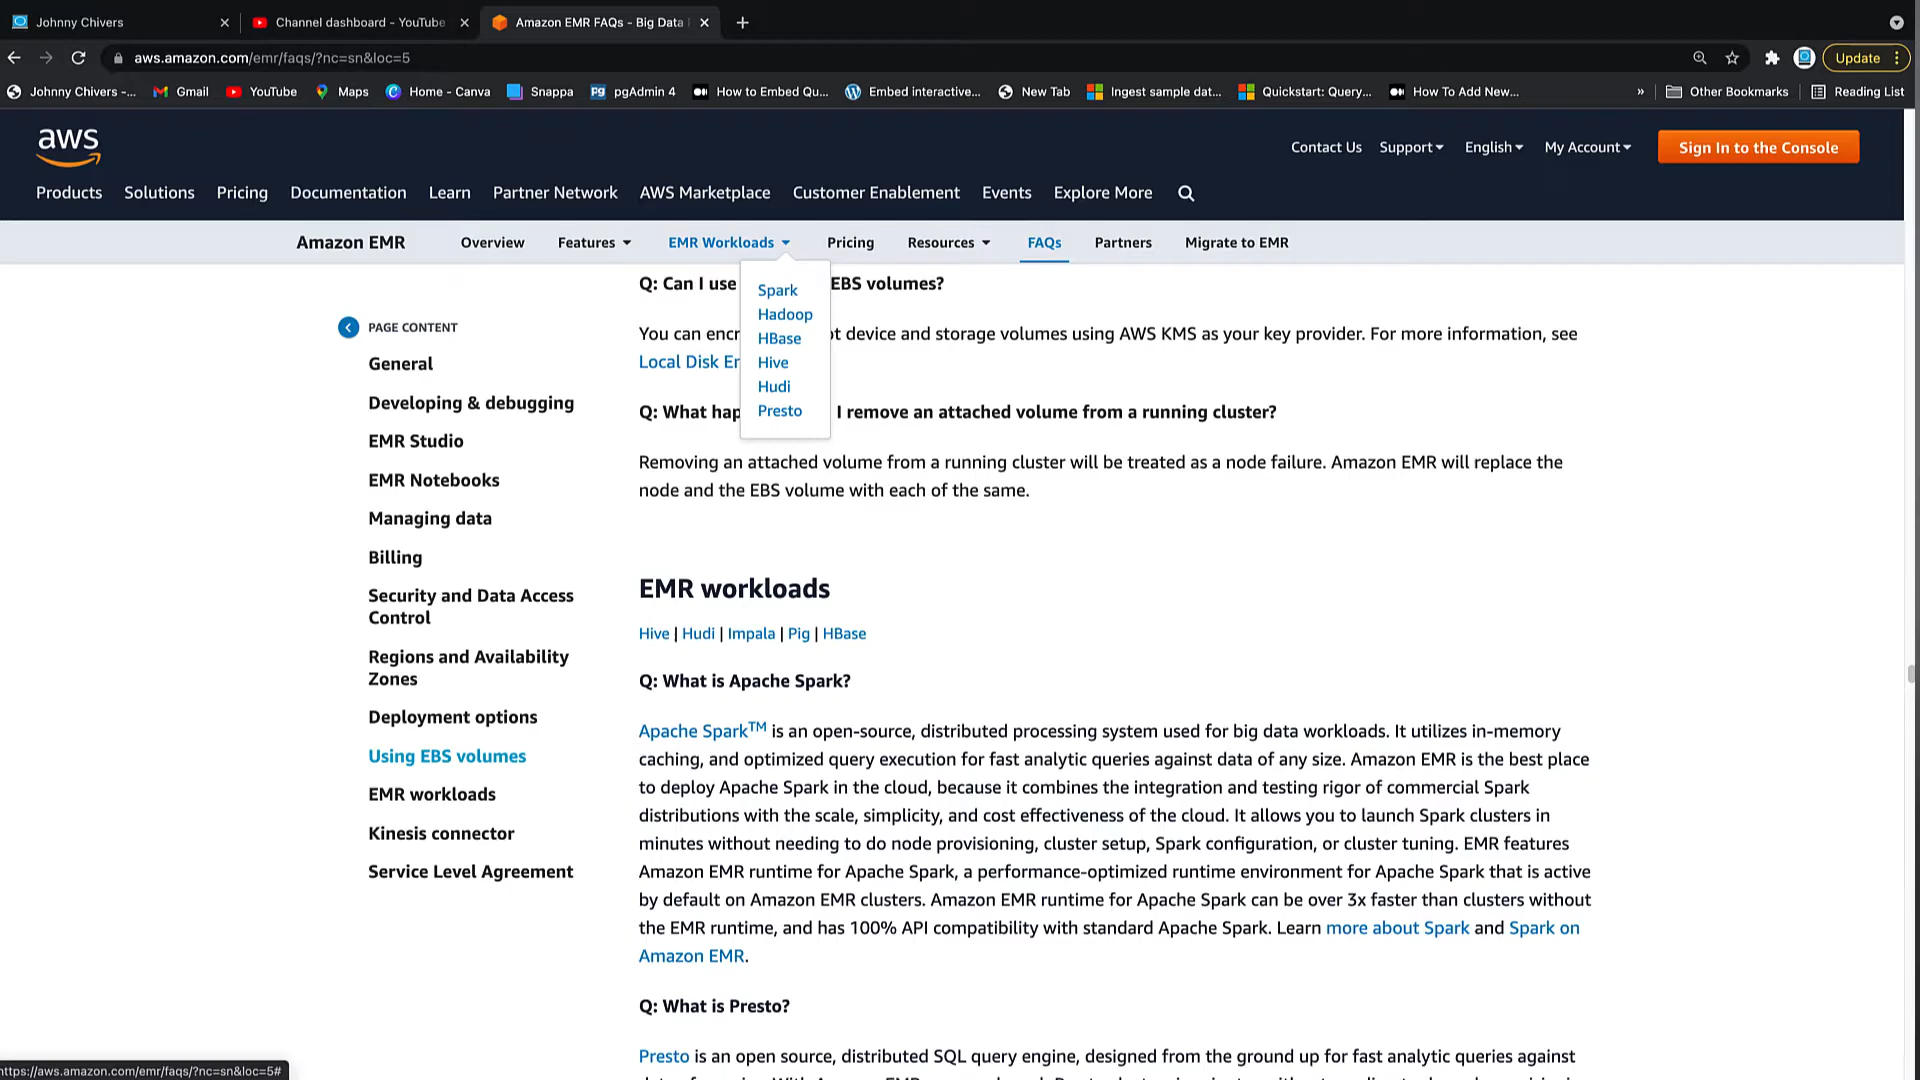 Johnny Chivers
Channel dashboard - YouTube
Amazon EMR FAQs - Big Data
aws.amazon.com/emr/faqs/?nc=sn&loc=5
Update
Johnny Chivers -...
Gmail
YouTube
Maps
Home - Canva
Snappa
pgAdmin 4
How to Embed Qu...
Embed interactive...
New Tab
Ingest sample dat...
Quickstart: Query...
How To Add New...
»
Other Bookmarks
Reading List
aws
Contact Us
Support
English
My Account
Sign In to the Console
Products
Solutions
Pricing
Documentation
Learn
Partner Network
AWS Marketplace
Customer Enablement
Events
Explore More
Amazon EMR
Overview
Features
EMR Workloads
Pricing
Resources
FAQs
Partners
Migrate to EMR
Spark
Hadoop
HBase
Hive
Hudi
Presto
PAGE CONTENT
General
Developing & debugging
EMR Studio
EMR Notebooks
Managing data
Billing
Security and Data Access
Control
Regions and Availability
Zones
Deployment options
Using EBS volumes
EMR workloads
Kinesis connector
Service Level Agreement
Q: Can I use EBS volumes?
You can device and storage volumes using AWS KMS as your key provider. For more information, see
Local Disk
Q: What I remove an attached volume from a running cluster?
Removing an attached volume from a running cluster will be treated as a node failure. Amazon EMR will replace the
node and the EBS volume with each of the same.
EMR workloads
Hive | Hudi | Impala | Pig | HBase
Q: What is Apache Spark?
Apache Spark™ is an open-source, distributed processing system used for big data workloads. It utilizes in-memory
caching, and optimized query execution for fast analytic queries against data of any size. Amazon EMR is the best place
to deploy Apache Spark in the cloud, because it combines the integration and testing rigor of commercial Spark
distributions with the scale, simplicity, and cost effectiveness of the cloud. It allows you to launch Spark clusters in
minutes without needing to do node provisioning, cluster setup, Spark configuration, or cluster tuning. EMR features
Amazon EMR runtime for Apache Spark, a performance-optimized runtime environment for Apache Spark that is active
by default on Amazon EMR clusters. Amazon EMR runtime for Apache Spark can be over 3x faster than clusters without
the EMR runtime, and has 100% API compatibility with standard Apache Spark. Learn more about Spark and Spark on
Amazon EMR.
Q: What is Presto?
Presto is an open source, distributed SQL query engine, designed from the ground up for fast analytic queries against
https://aws.amazon.com/emr/faqs/?nc=sn&loc=5#